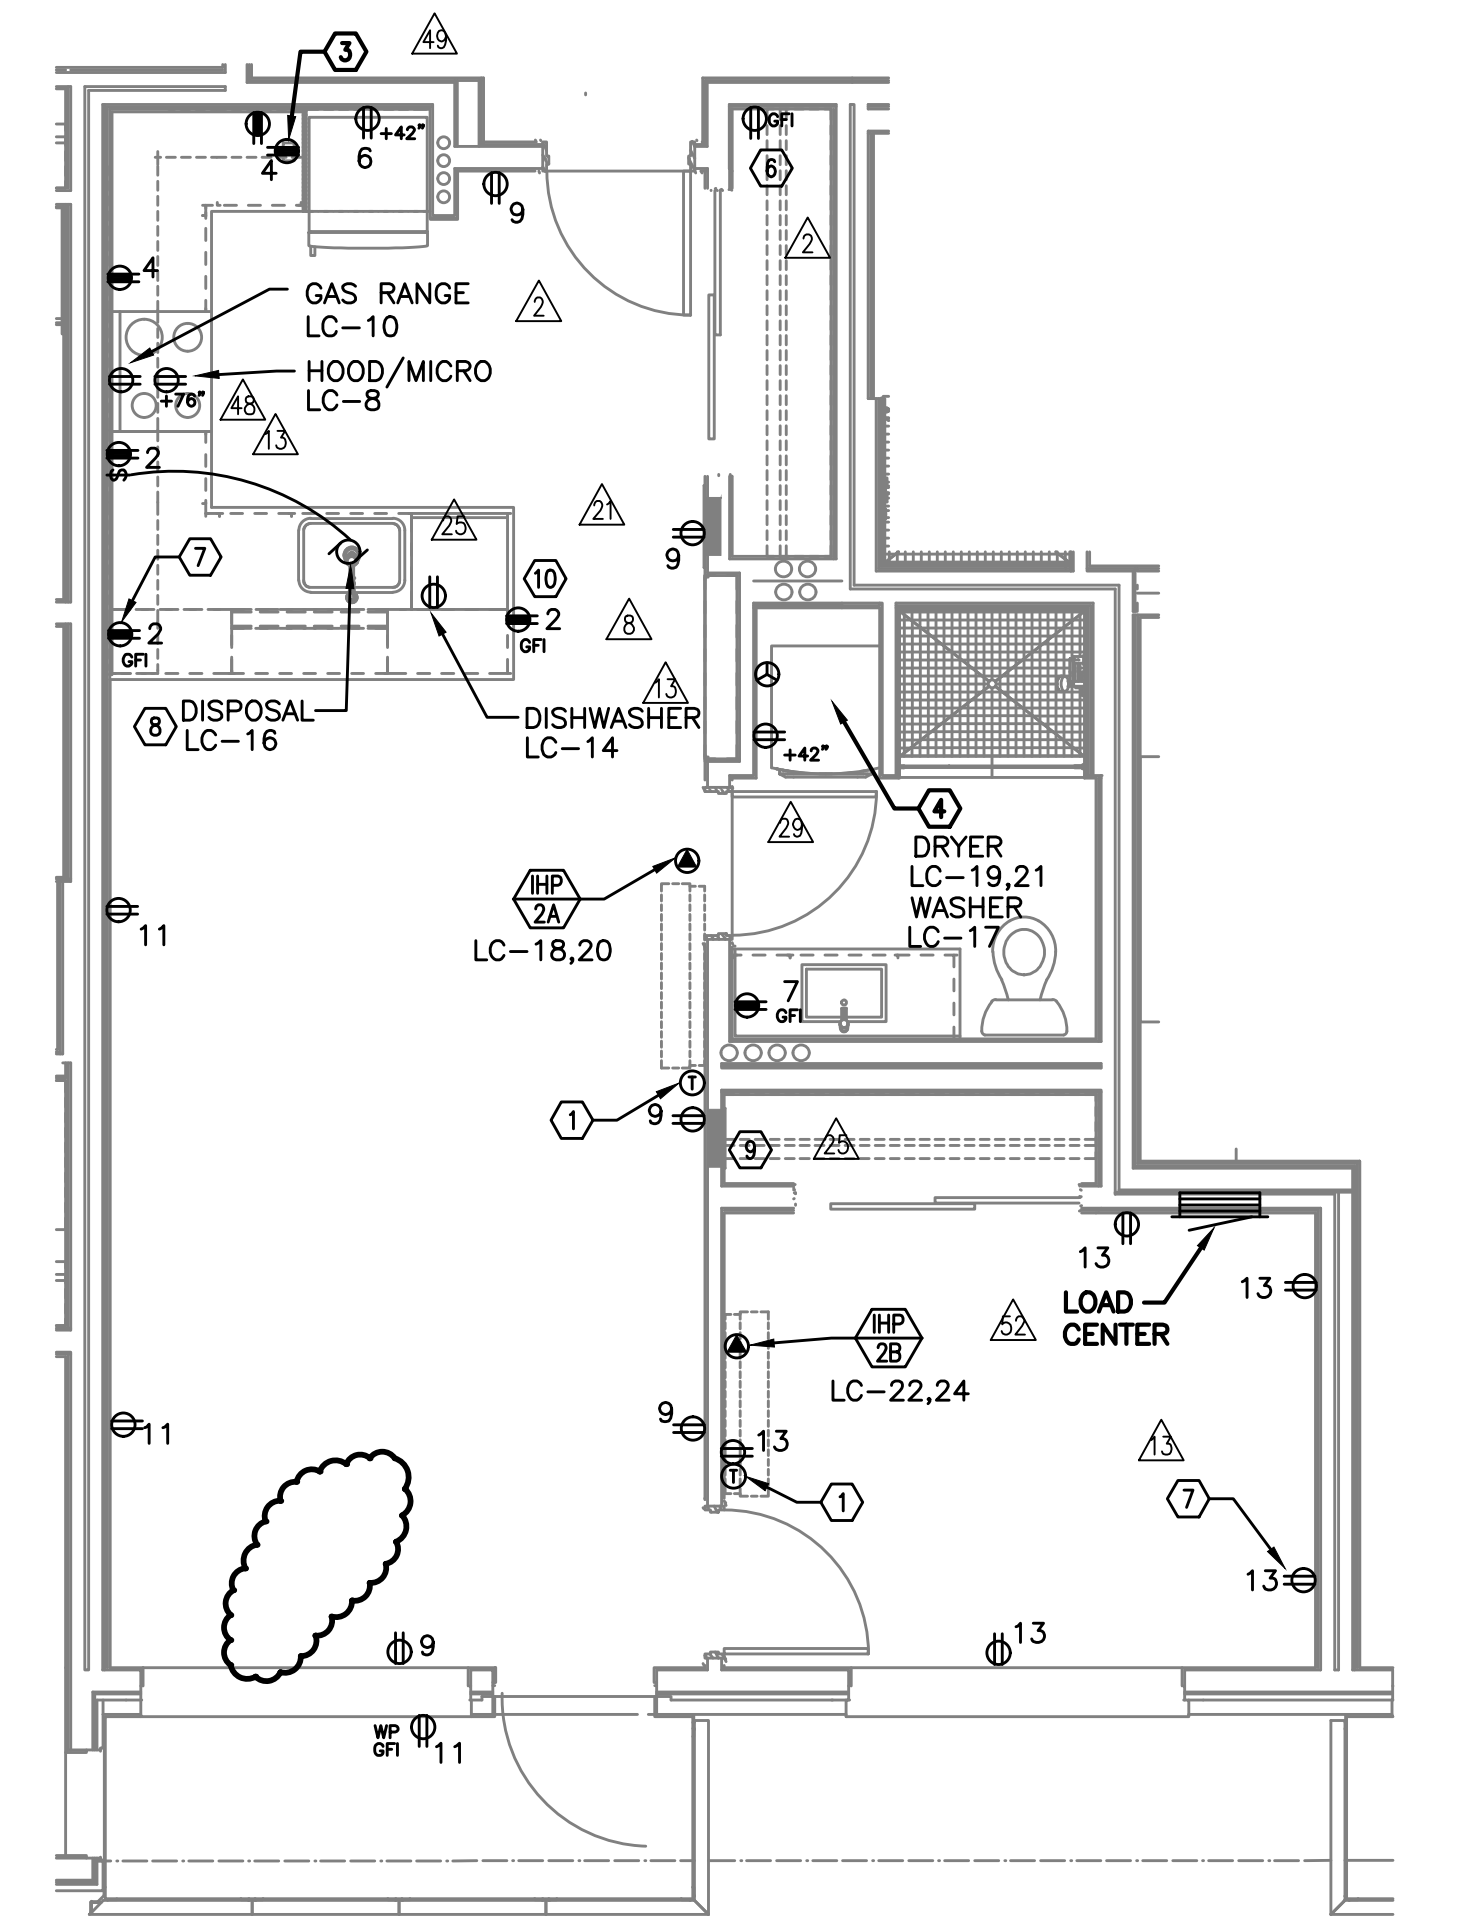 49
3
GFI
+42"
6
4
6
9
2
4
2
GAS RANGE
LC-10
HOOD/MICRO
LC-8
+76"
48
13
2
S
25
21
9
7
10
2
GFI
2
GFI
8
13
8
DISPOSAL
LC-16
DISHWASHER
LC-14
+42"
29
4
DRYER
LC-19,21
WASHER
LC-17
IHP
2A
LC-18,20
11
7
GFI
T
1
9
9
25
13
13
LOAD
CENTER
52
IHP
2B
LC-22,24
9
11
13
T
1
13
7
13
9
13
WP
GFI
11